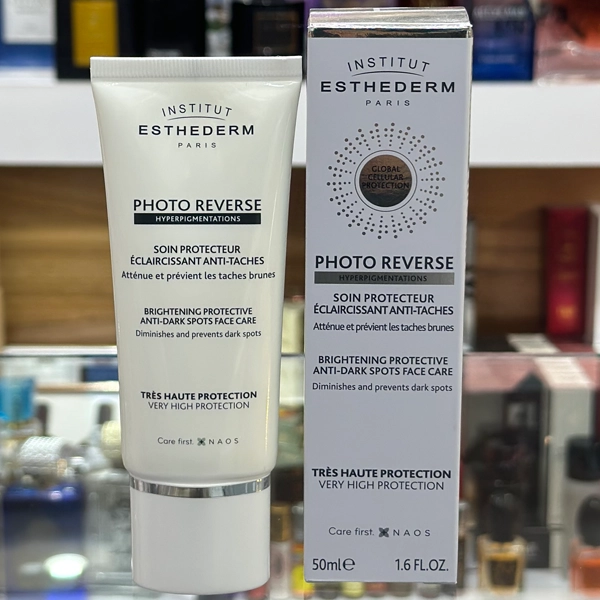 INSTITUT
ESTHEDERM
PARIS
PHOTO REVERSE
HYPERPIGMENTATIONS
SOIN PROTECTEUR
ÉCLAIRCISSANT ANTI-TACHES
Atténue et prévient les taches brunes
BRIGHTENING PROTECTIVE
ANTI-DARK SPOTS FACE CARE
Diminishes and prevents dark spots
TRÈS HAUTE PROTECTION
VERY HIGH PROTECTION
Care first. NAOS
INSTITUT
ESTHEDERM
PARIS
GLOBAL
CELLULAR
PROTECTION
PHOTO REVERSE
HYPERPIGMENTATIONS
SOIN PROTECTEUR
ÉCLAIRCISSANT ANTI-TACHES
Atténue et prévient les taches brunes
BRIGHTENING PROTECTIVE
ANTI-DARK SPOTS FACE CARE
Diminishes and prevents dark spots
TRÈS HAUTE PROTECTION
VERY HIGH PROTECTION
Care first. NAOS
50ml℮ 1.6 FL.OZ.